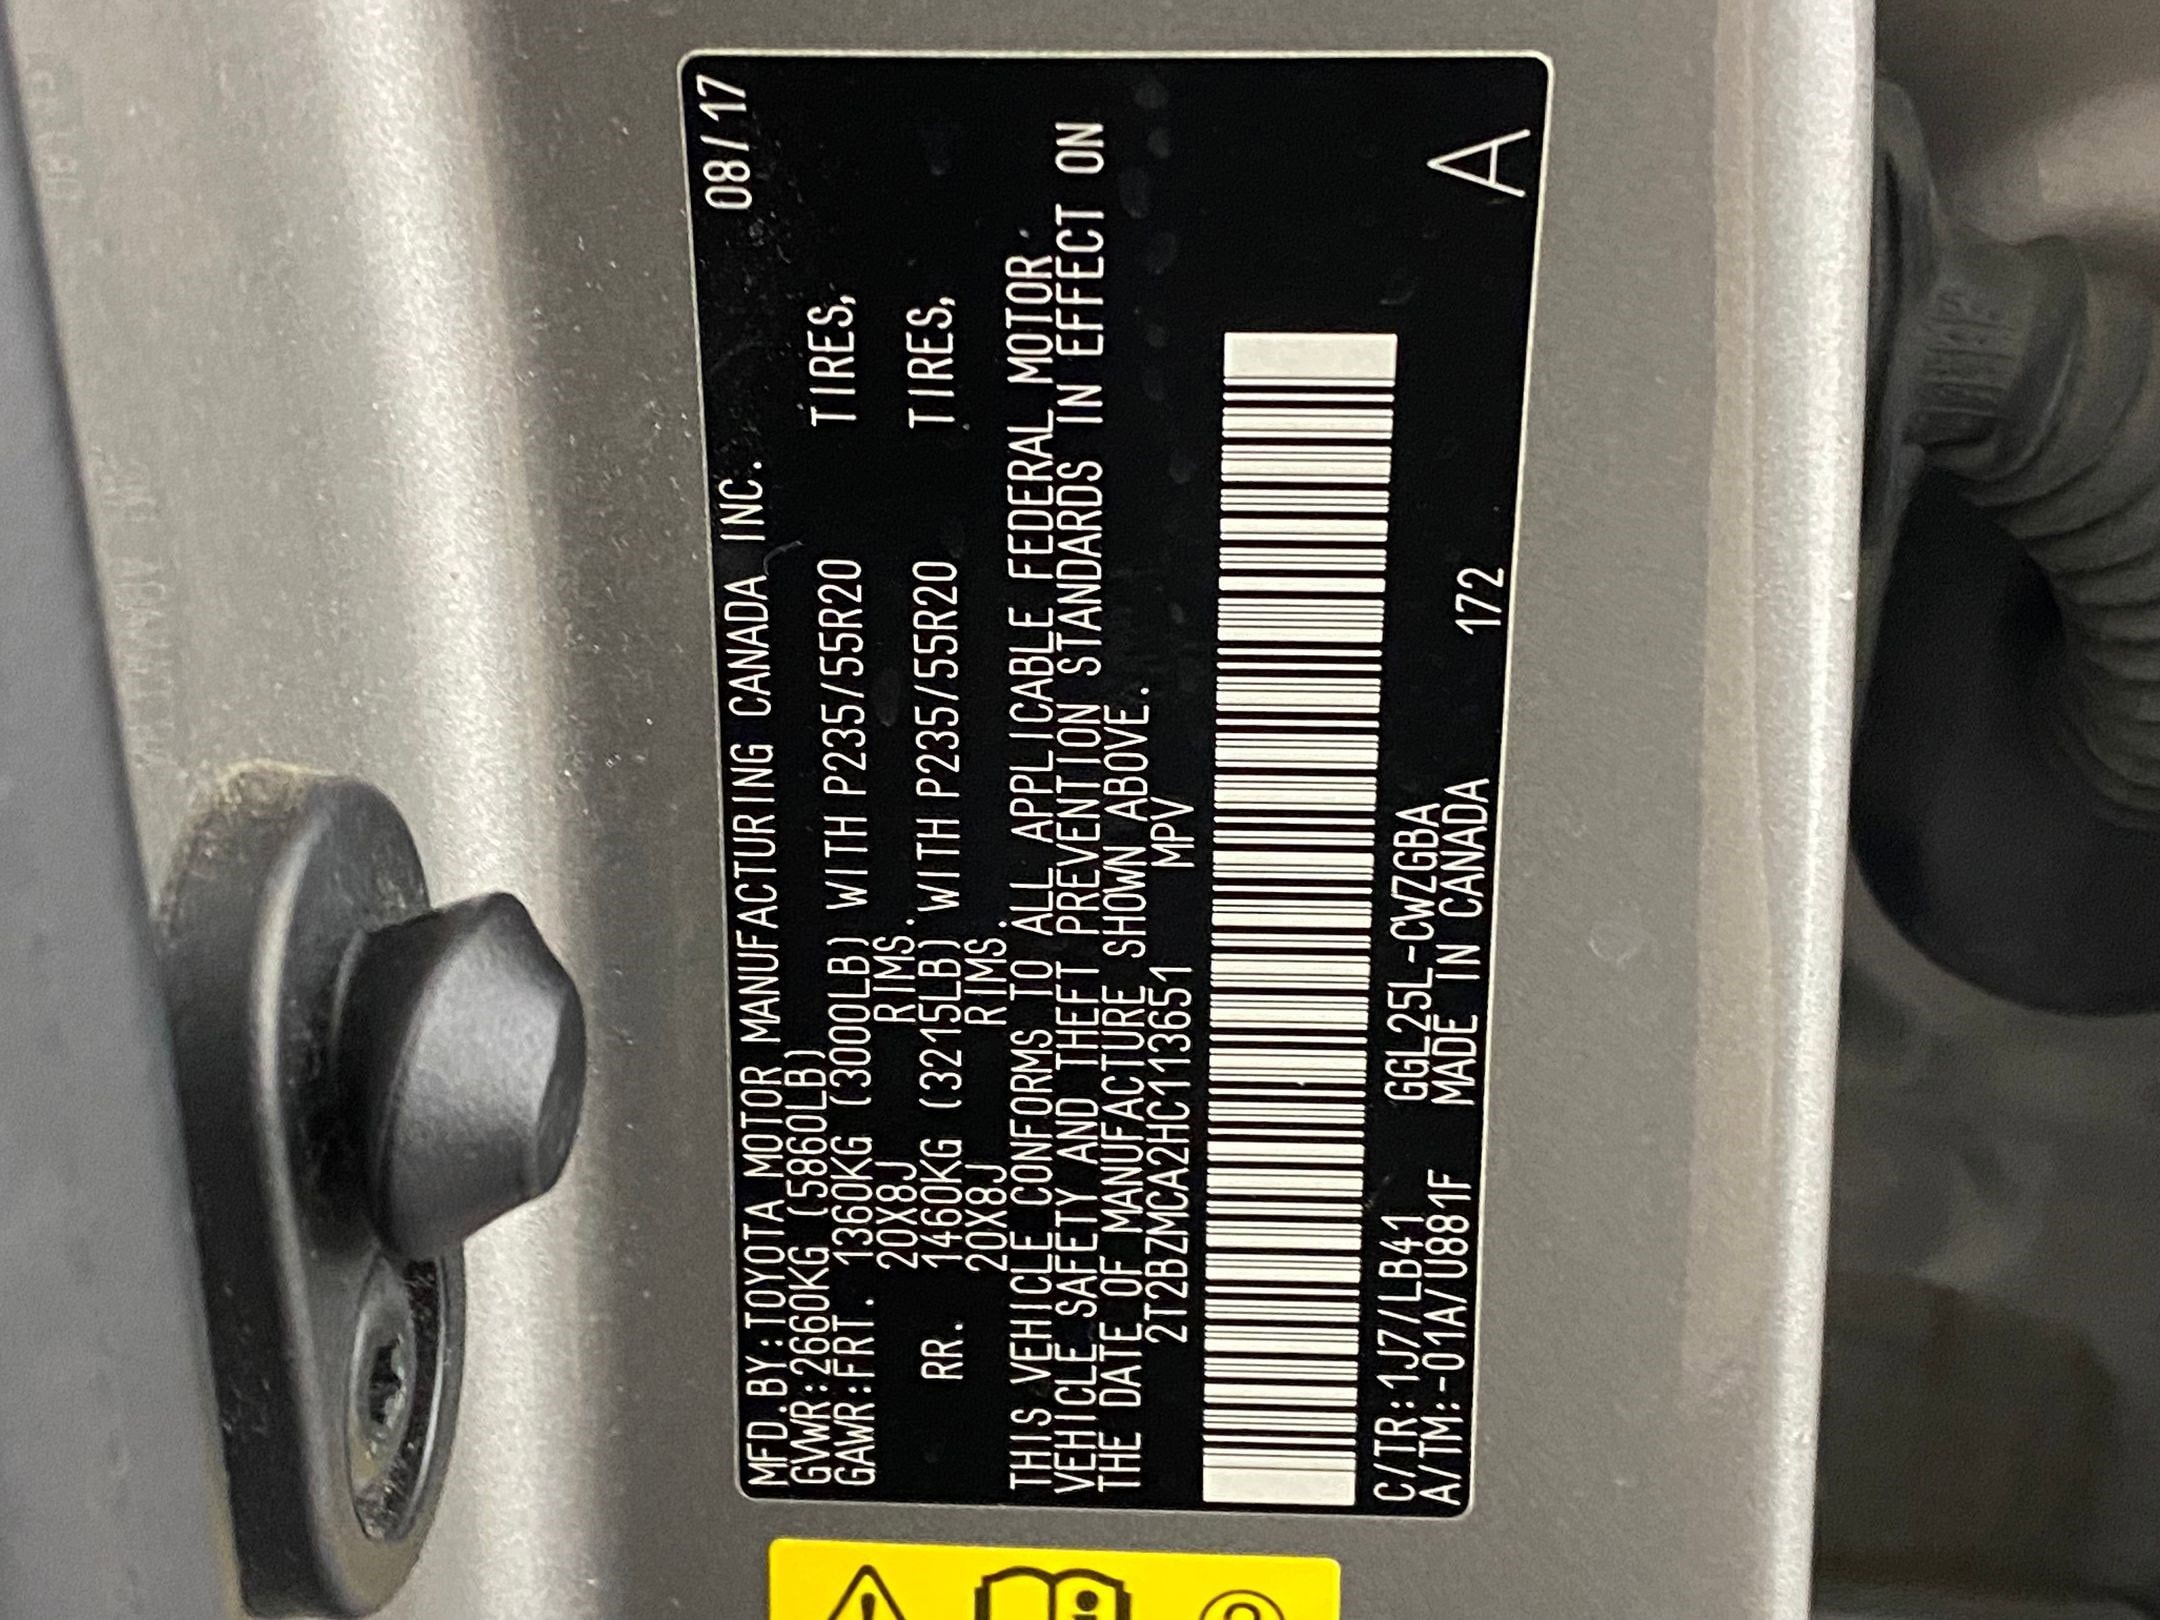 MFD.BY:TOYOTA MOTOR MANUFACTURING CANADA INC. 08/17
GVWR:2660KG (5860LB)
GAWR:FRT. 1360KG (3000LB) WITH P235/55R20 TIRES,
20X8J RIMS.
RR. 1460KG (3215LB) WITH P235/55R20 TIRES,
20X8J RIMS.
THIS VEHICLE CONFORMS TO ALL APPLICABLE FEDERAL MOTOR
VEHICLE SAFETY AND THEFT PREVENTION STANDARDS IN EFFECT ON
THE DATE OF MANUFACTURE SHOWN ABOVE.
2T2BZMCA2HC113651 MPV
C/TR:1J7/LB41 GGL25L-CWZGBA
A/TM:-01A/U881F MADE IN CANADA 172 A